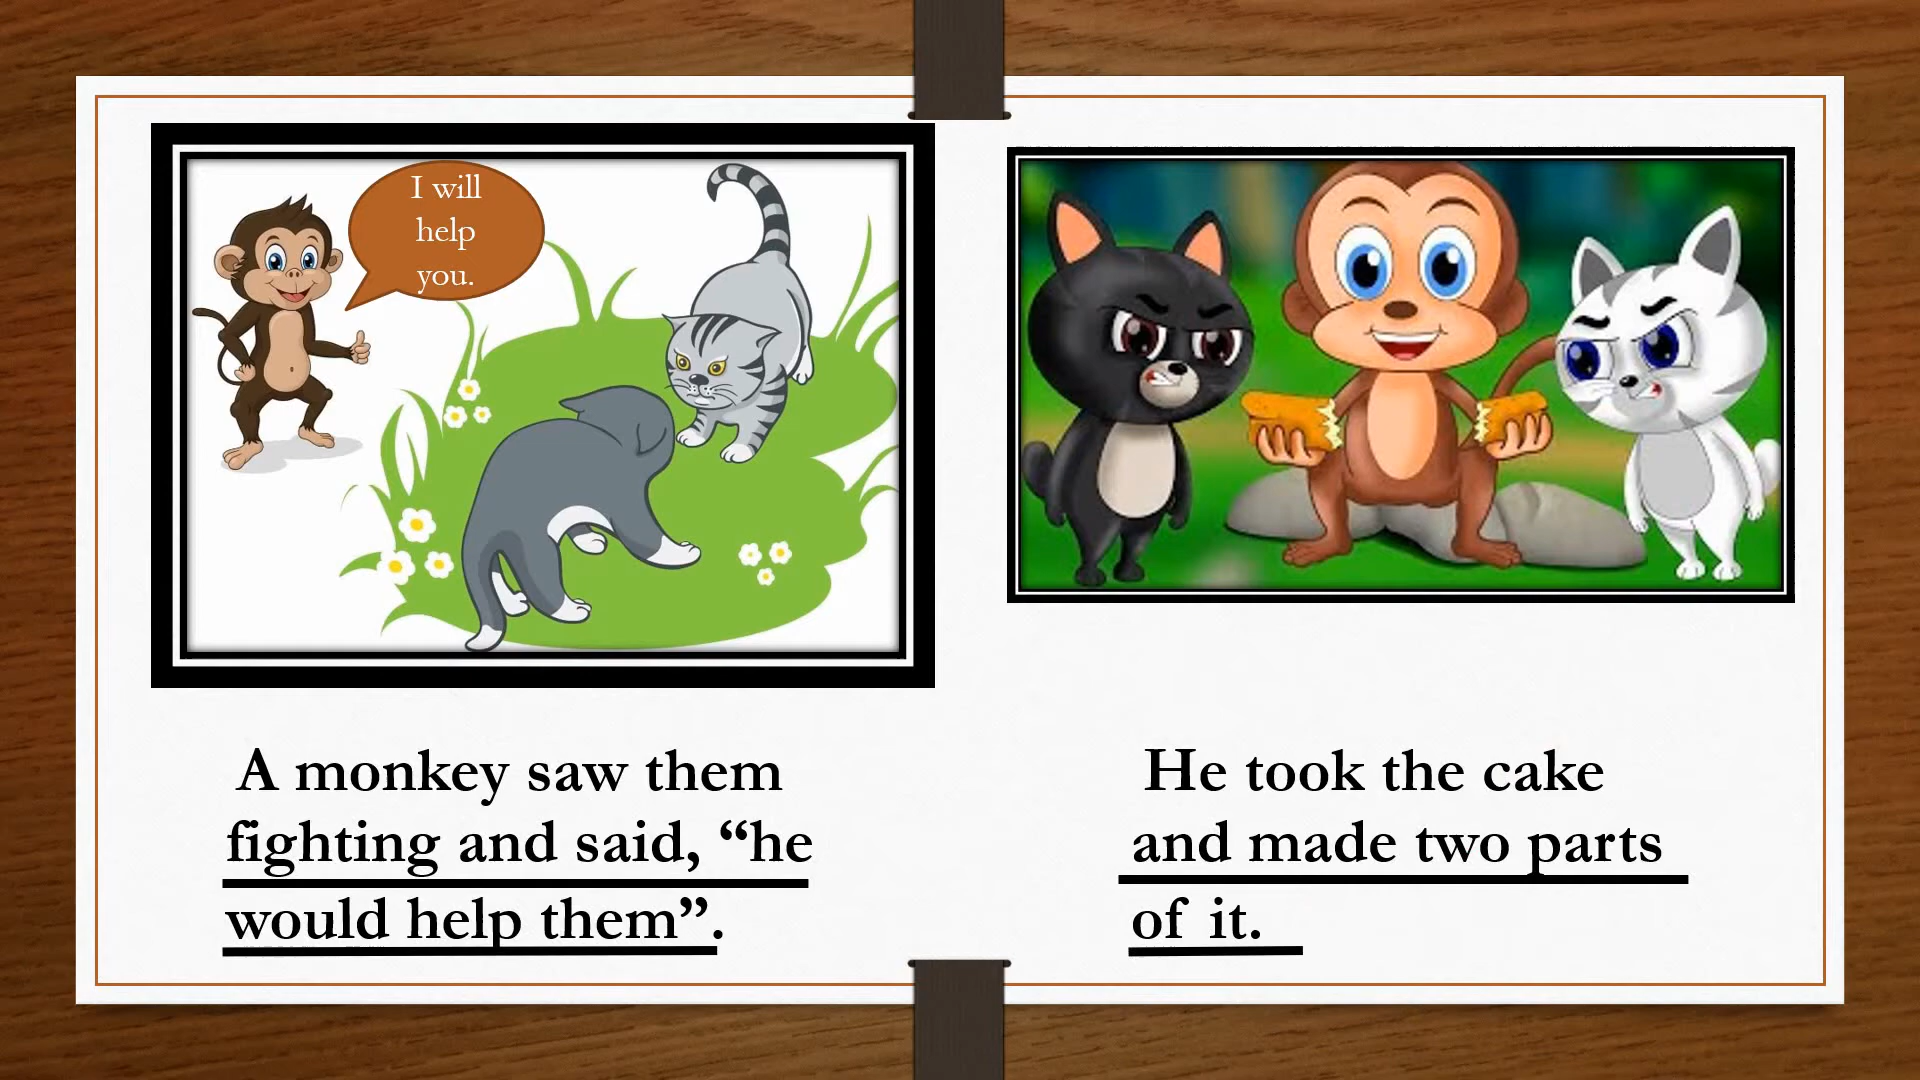 I will
help
you.
A monkey saw them
fighting and said, “he
would help them”.
He took the cake
and made two parts
of it.